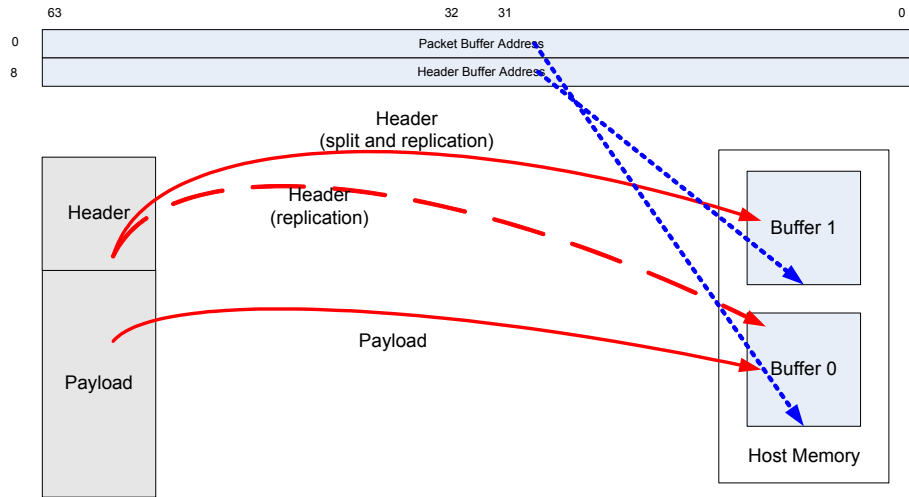 63 32 31 0
0 Packet Buffer Address
8 Header Buffer Address
Header
(split and replication)
Header
Header
(replication)
Buffer 1
Payload
Payload
Buffer 0
Host Memory